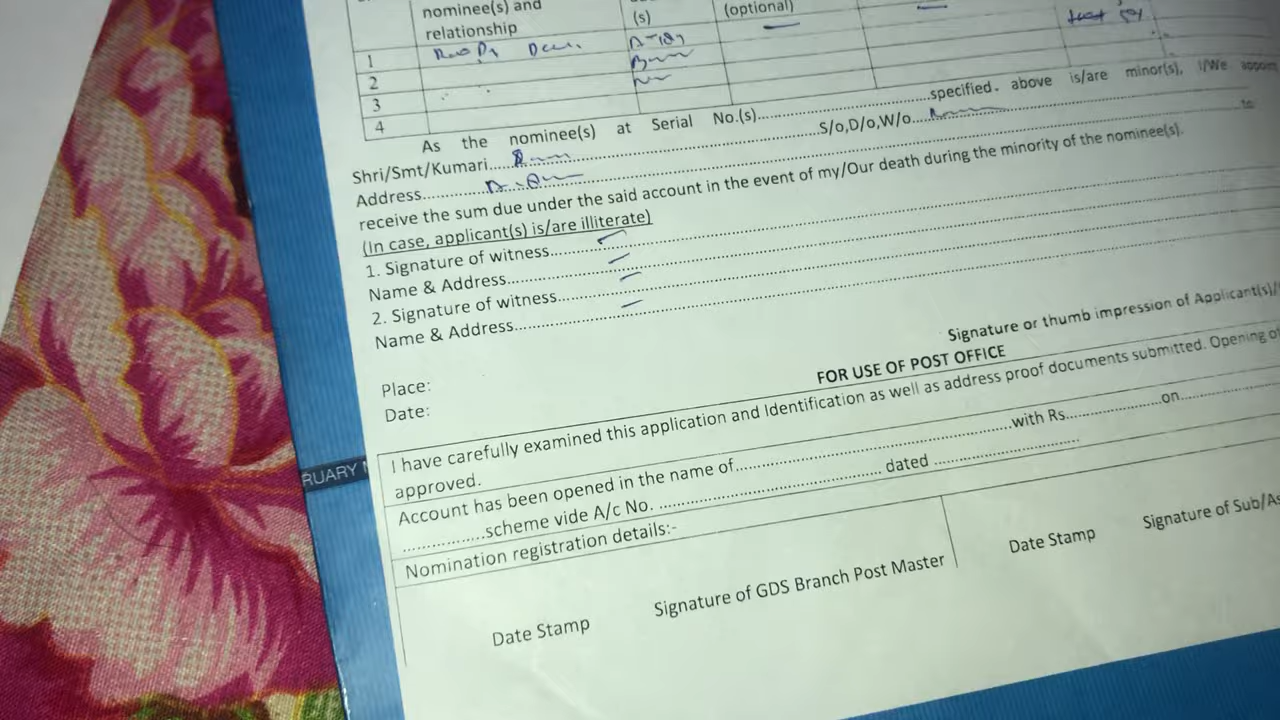 nominee(s) and
relationship
(s)
(optional)
1
2
3
4
As the nominee(s) at Serial No.(s)..............................specified. above is/are minor(s), I/We appoint
Shri/Smt/Kumari..............................S/o,D/o,W/o..............................
Address..............................to
receive the sum due under the said account in the event of my/Our death during the minority of the nominee(s).
(In case, applicant(s) is/are illiterate)
1. Signature of witness..............................
Name & Address..............................
2. Signature of witness..............................
Name & Address..............................
Signature or thumb impression of Applicant(s)/
Place:
Date:
FOR USE OF POST OFFICE
I have carefully examined this application and Identification as well as address proof documents submitted. Opening of
approved.
Account has been opened in the name of..............................with Rs....................on....................
.................scheme vide A/c No. .............................. dated ..............................
Nomination registration details:-
Date Stamp
Signature of GDS Branch Post Master
Date Stamp
Signature of Sub/As
RUARY